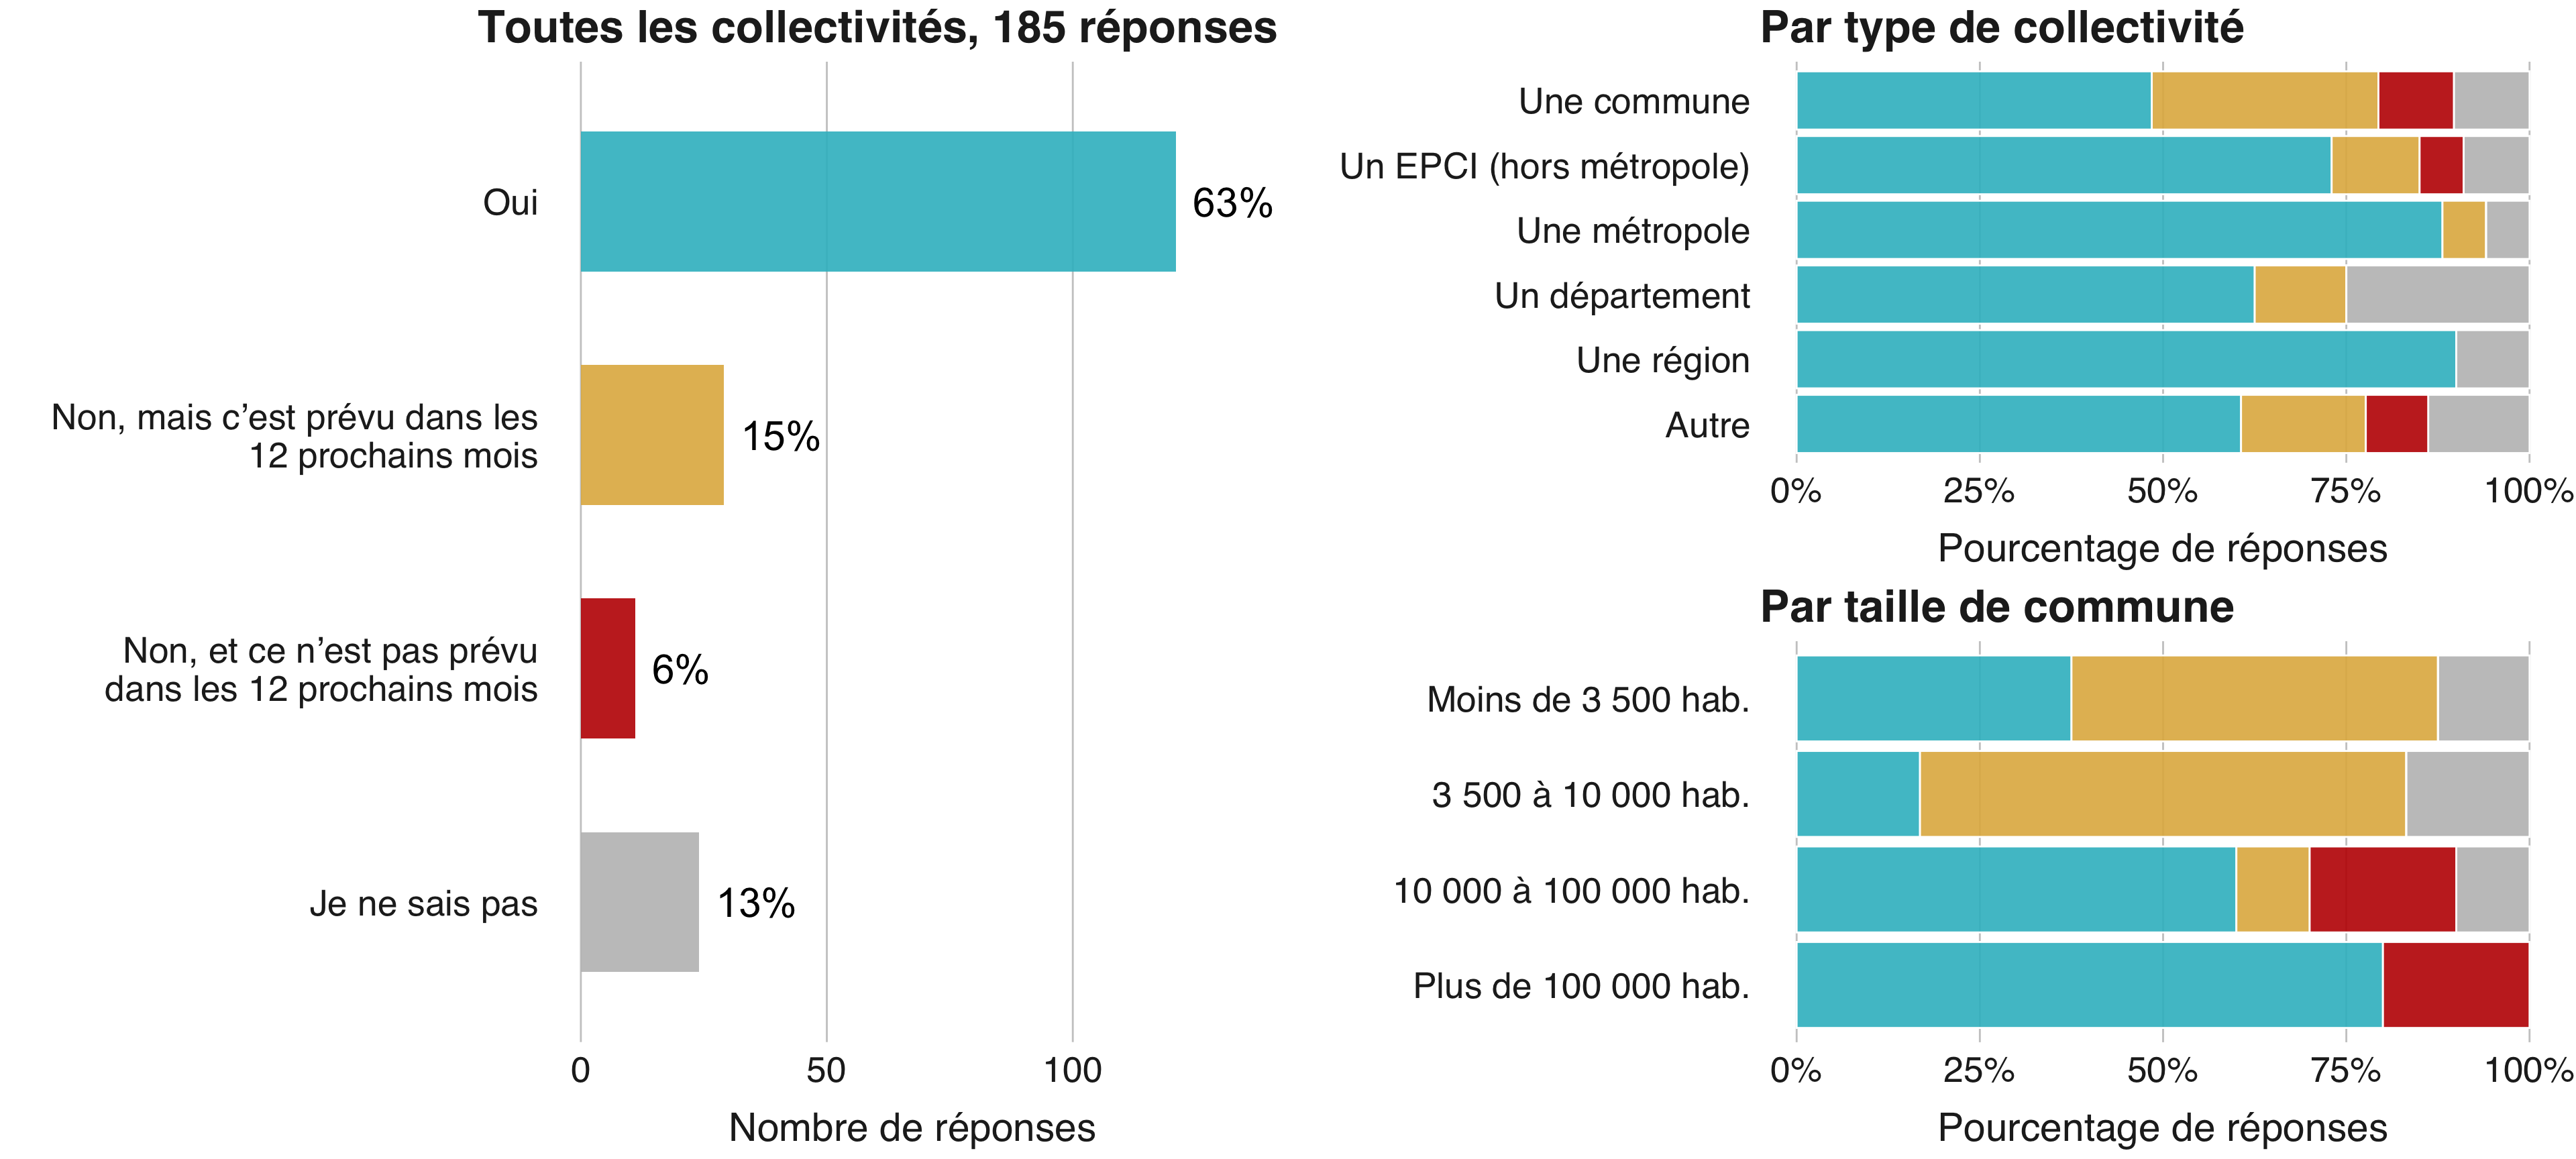 Toutes les collectivités, 185 réponses
Oui
63%
Non, mais c’est prévu dans les
12 prochains mois
15%
Non, et ce n’est pas prévu
dans les 12 prochains mois
6%
Je ne sais pas
13%
0 50 100
Nombre de réponses
Par type de collectivité
Une commune
Un EPCI (hors métropole)
Une métropole
Un département
Une région
Autre
0% 25% 50% 75% 100%
Pourcentage de réponses
Par taille de commune
Moins de 3 500 hab.
3 500 à 10 000 hab.
10 000 à 100 000 hab.
Plus de 100 000 hab.
0% 25% 50% 75% 100%
Pourcentage de réponses